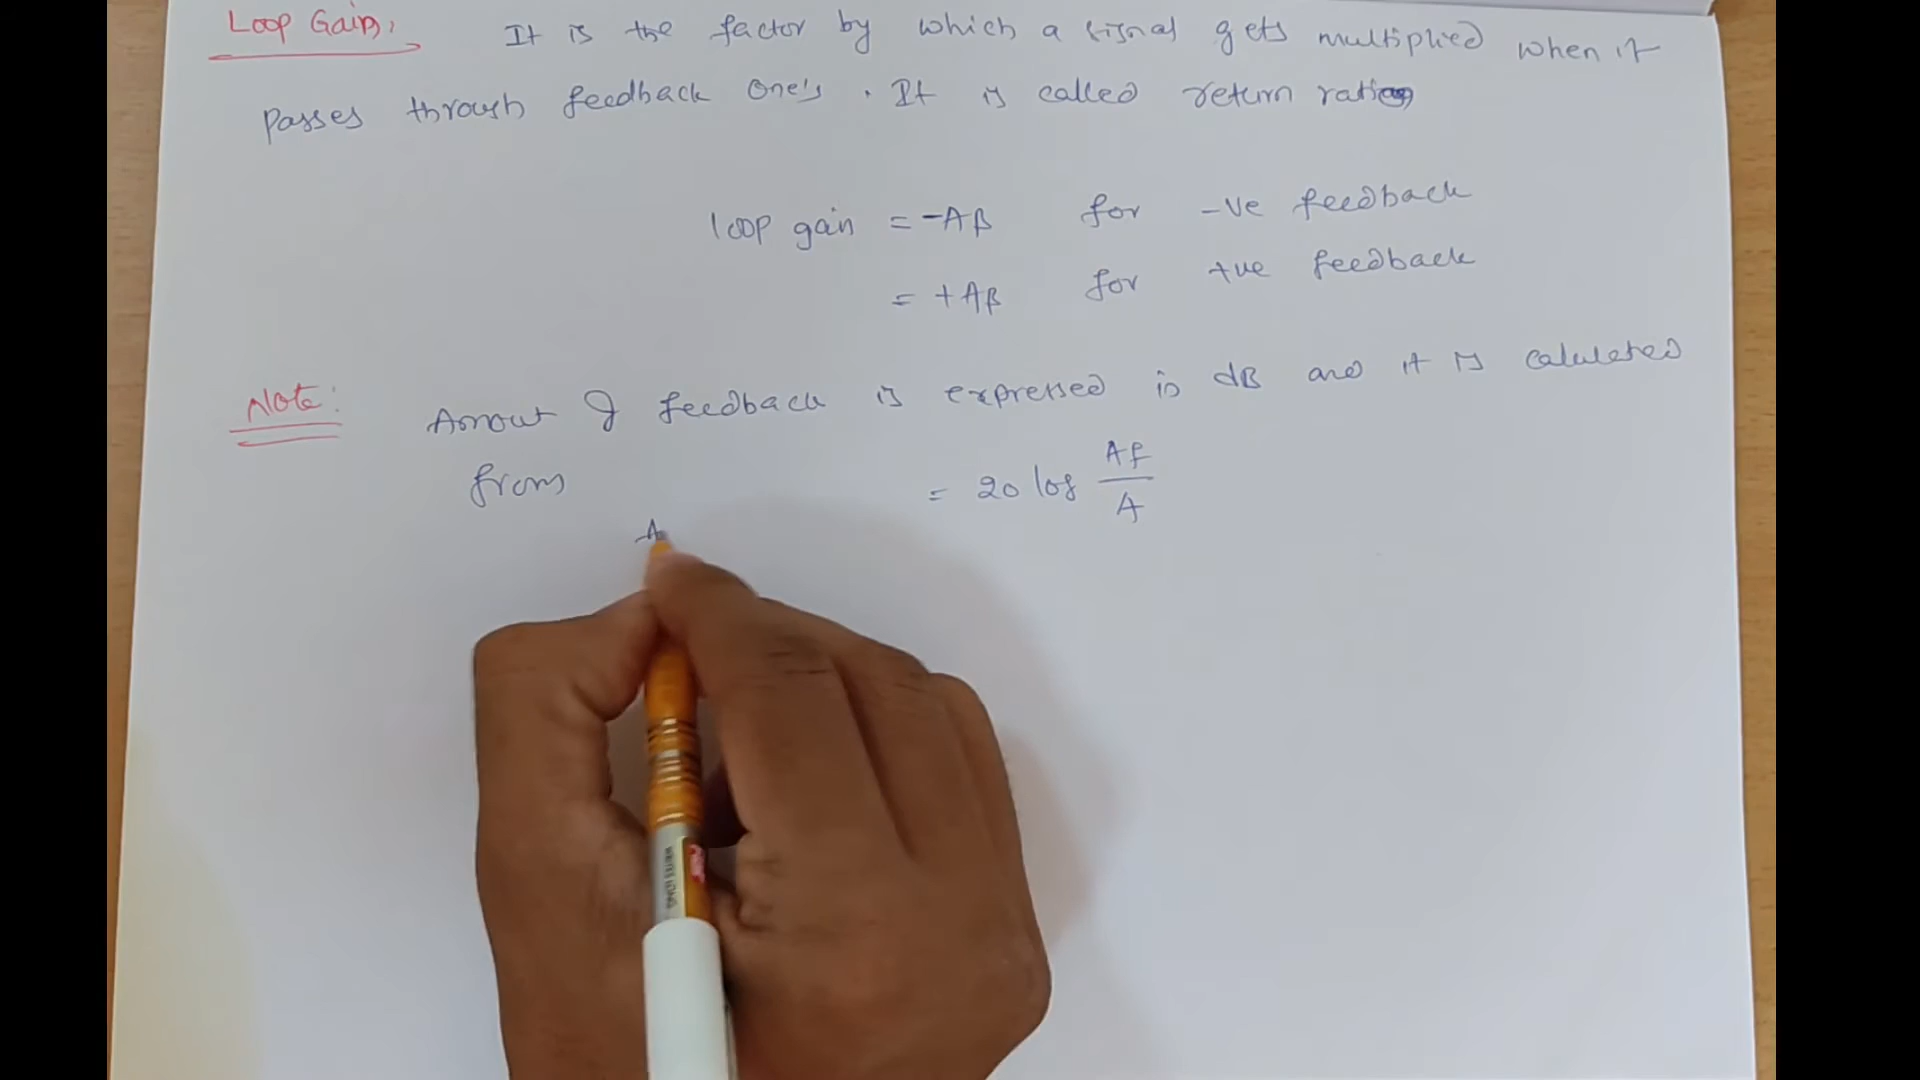 Loop Gain, It is the factor by which a signal gets multiplied when it
passes through feedback One's. It is called return ratio
loop gain = -Aβ for -ve feedback
= +Aβ for +ve feedback
Note: Amout of feedback is expressed in dB and it is calulated
from = 20 log Af/A
A